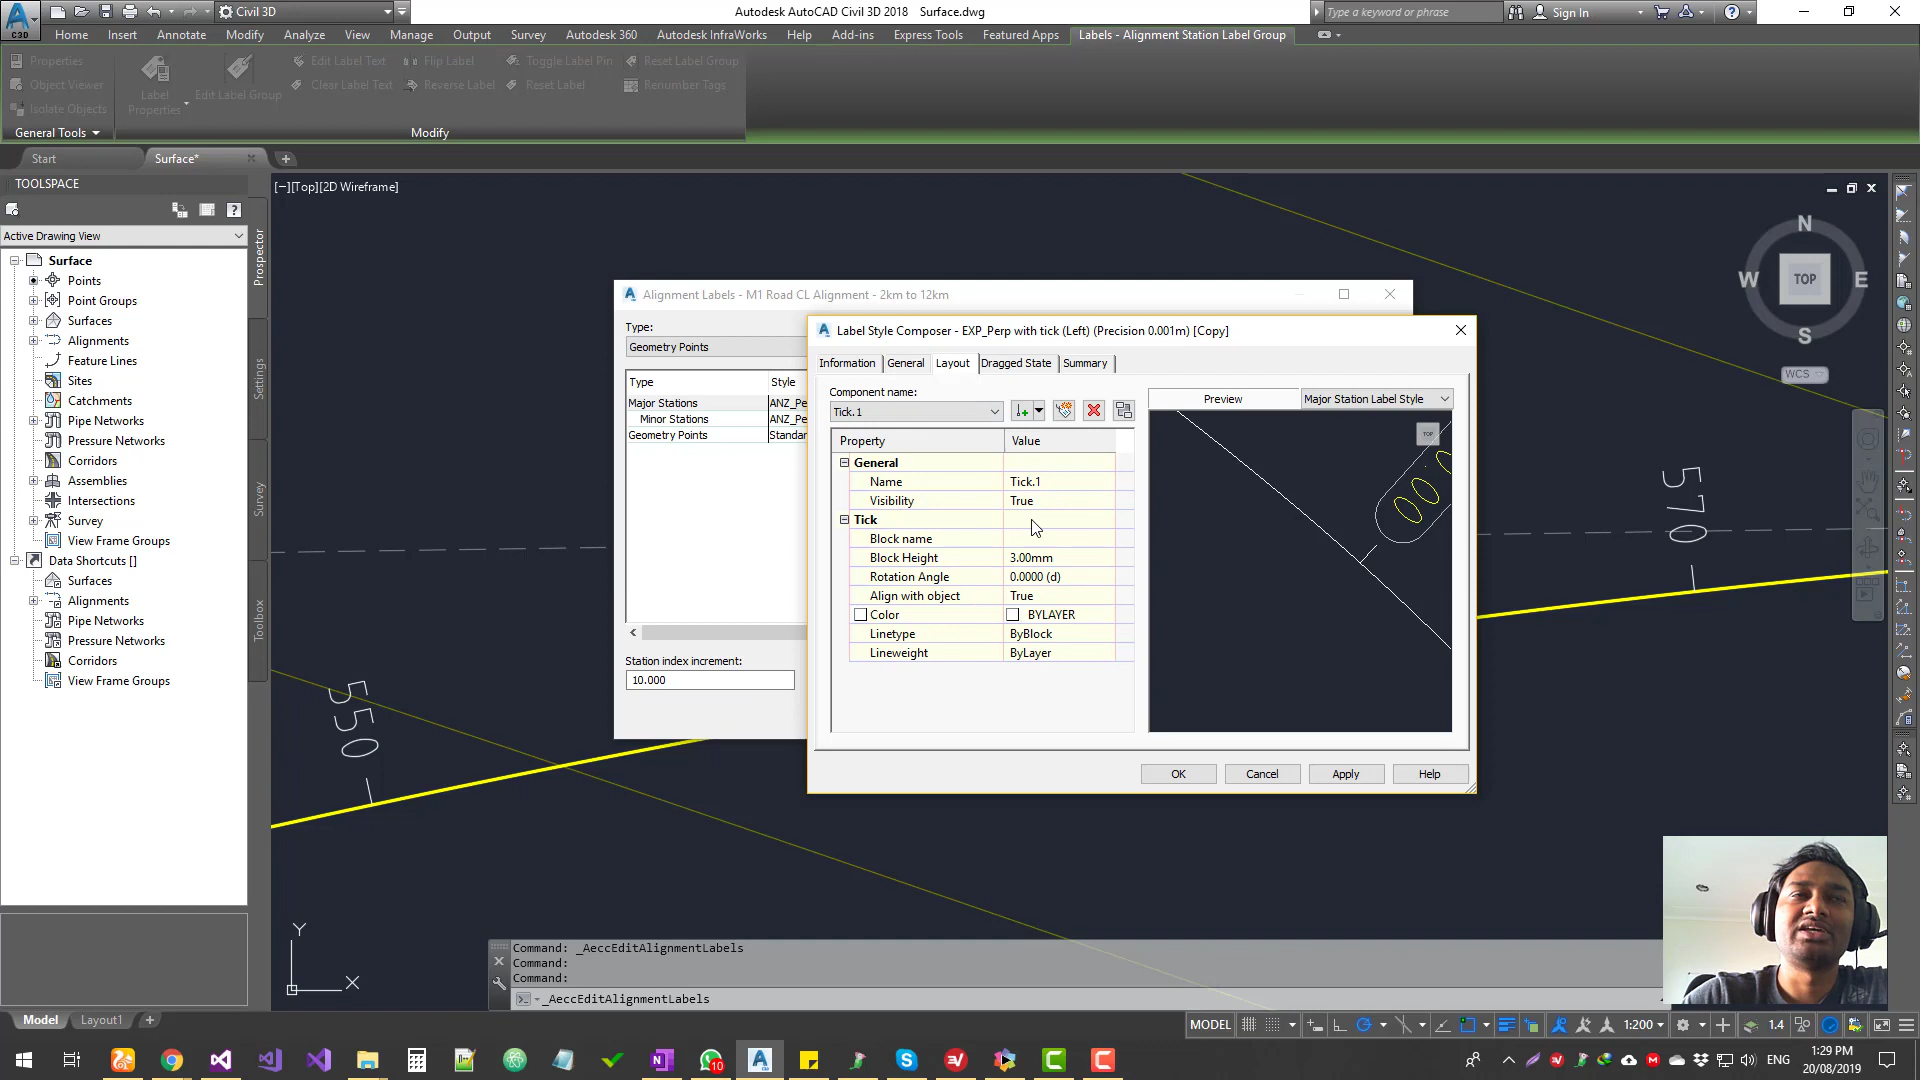 Civil 3D
Autodesk AutoCAD Civil 3D 2018 Surface.dwg
Type a keyword or phrase
Sign In
C3D
Home Insert Annotate Modify Analyze View Manage Output Survey Autodesk 360 Autodesk InfraWorks Help Add-ins Express Tools Featured Apps Labels - Alignment Station Label Group
Properties
Object Viewer
Isolate Objects
General Tools
Label Properties
Edit Label Group
Edit Label Text
Clear Label Text
Flip Label
Reverse Label
Toggle Label Pin
Reset Label
Reset Label Group
Renumber Tags
Modify
Start
Surface*
TOOLSPACE
Active Drawing View
Surface
Points
Point Groups
Surfaces
Alignments
Feature Lines
Sites
Catchments
Pipe Networks
Pressure Networks
Corridors
Assemblies
Intersections
Survey
View Frame Groups
Data Shortcuts []
Surfaces
Alignments
Pipe Networks
Pressure Networks
Corridors
View Frame Groups
Prospector
Settings
Survey
Toolbox
[−][Top][2D Wireframe]
N
W
TOP
E
S
WCS
550
570
Alignment Labels - M1 Road CL Alignment - 2km to 12km
Type:
Geometry Points
Type Style
Major Stations ANZ_Pe
Minor Stations ANZ_Pe
Geometry Points Standar
Station index increment:
10.000
Label Style Composer - EXP_Perp with tick (Left) (Precision 0.001m) [Copy]
Information General Layout Dragged State Summary
Component name:
Tick.1
Preview
Major Station Label Style
Property Value
General
Name Tick.1
Visibility True
Tick
Block name
Block Height 3.00mm
Rotation Angle 0.0000 (d)
Align with object True
Color BYLAYER
Linetype ByBlock
Lineweight ByLayer
TOP
00
OK Cancel Apply Help
Y
X
Command: _AeccEditAlignmentLabels
Command:
Command:
_AeccEditAlignmentLabels
Model Layout1
MODEL
1:200
1.4
10
ENG
1:29 PM
20/08/2019